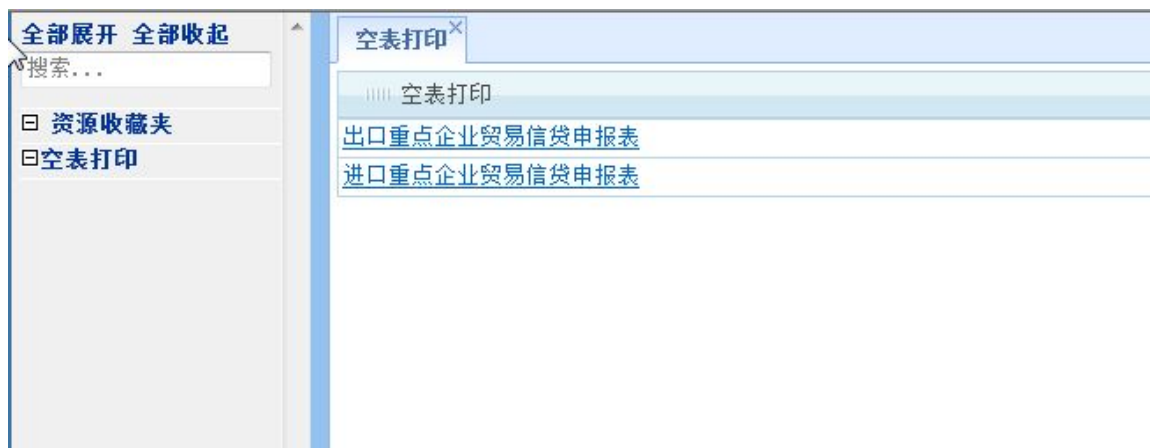 全部展开 全部收起
搜索...
资源收藏夹
空表打印
空表打印
空表打印
出口重点企业贸易信贷申报表
进口重点企业贸易信贷申报表